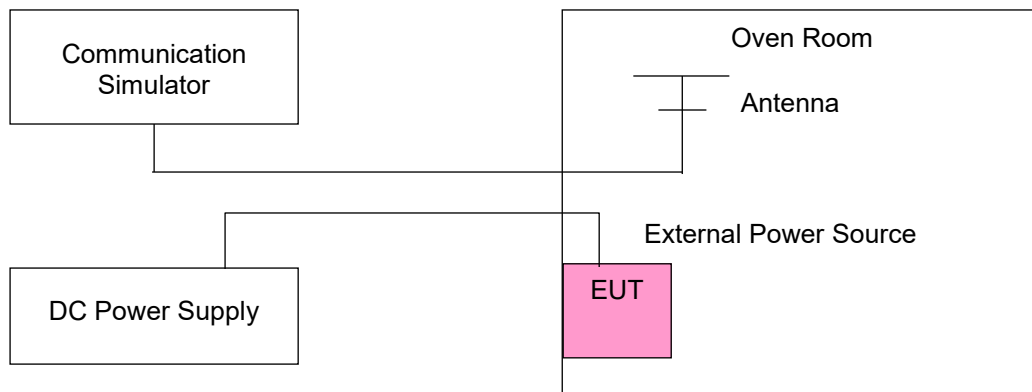 Communication
Simulator
Oven Room
Antenna
External Power Source
DC Power Supply
EUT